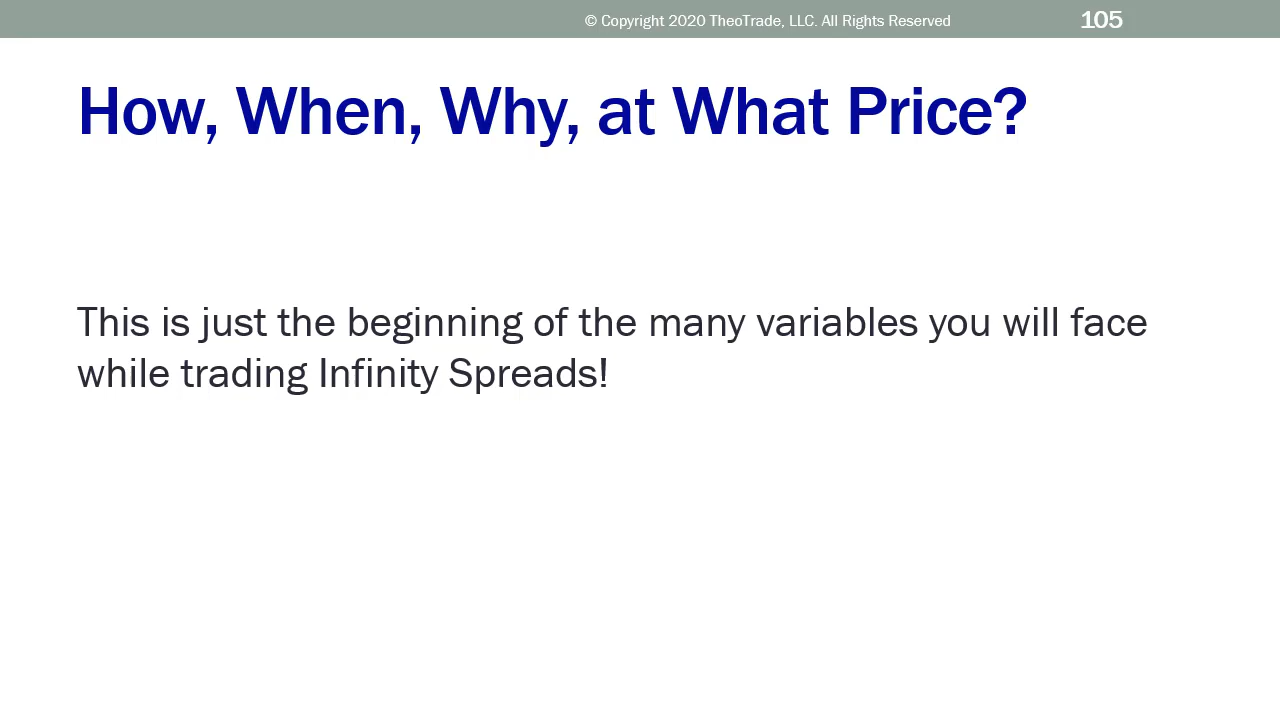 © Copyright 2020 TheoTrade, LLC. All Rights Reserved 105
How, When, Why, at What Price?
This is just the beginning of the many variables you will face
while trading Infinity Spreads!